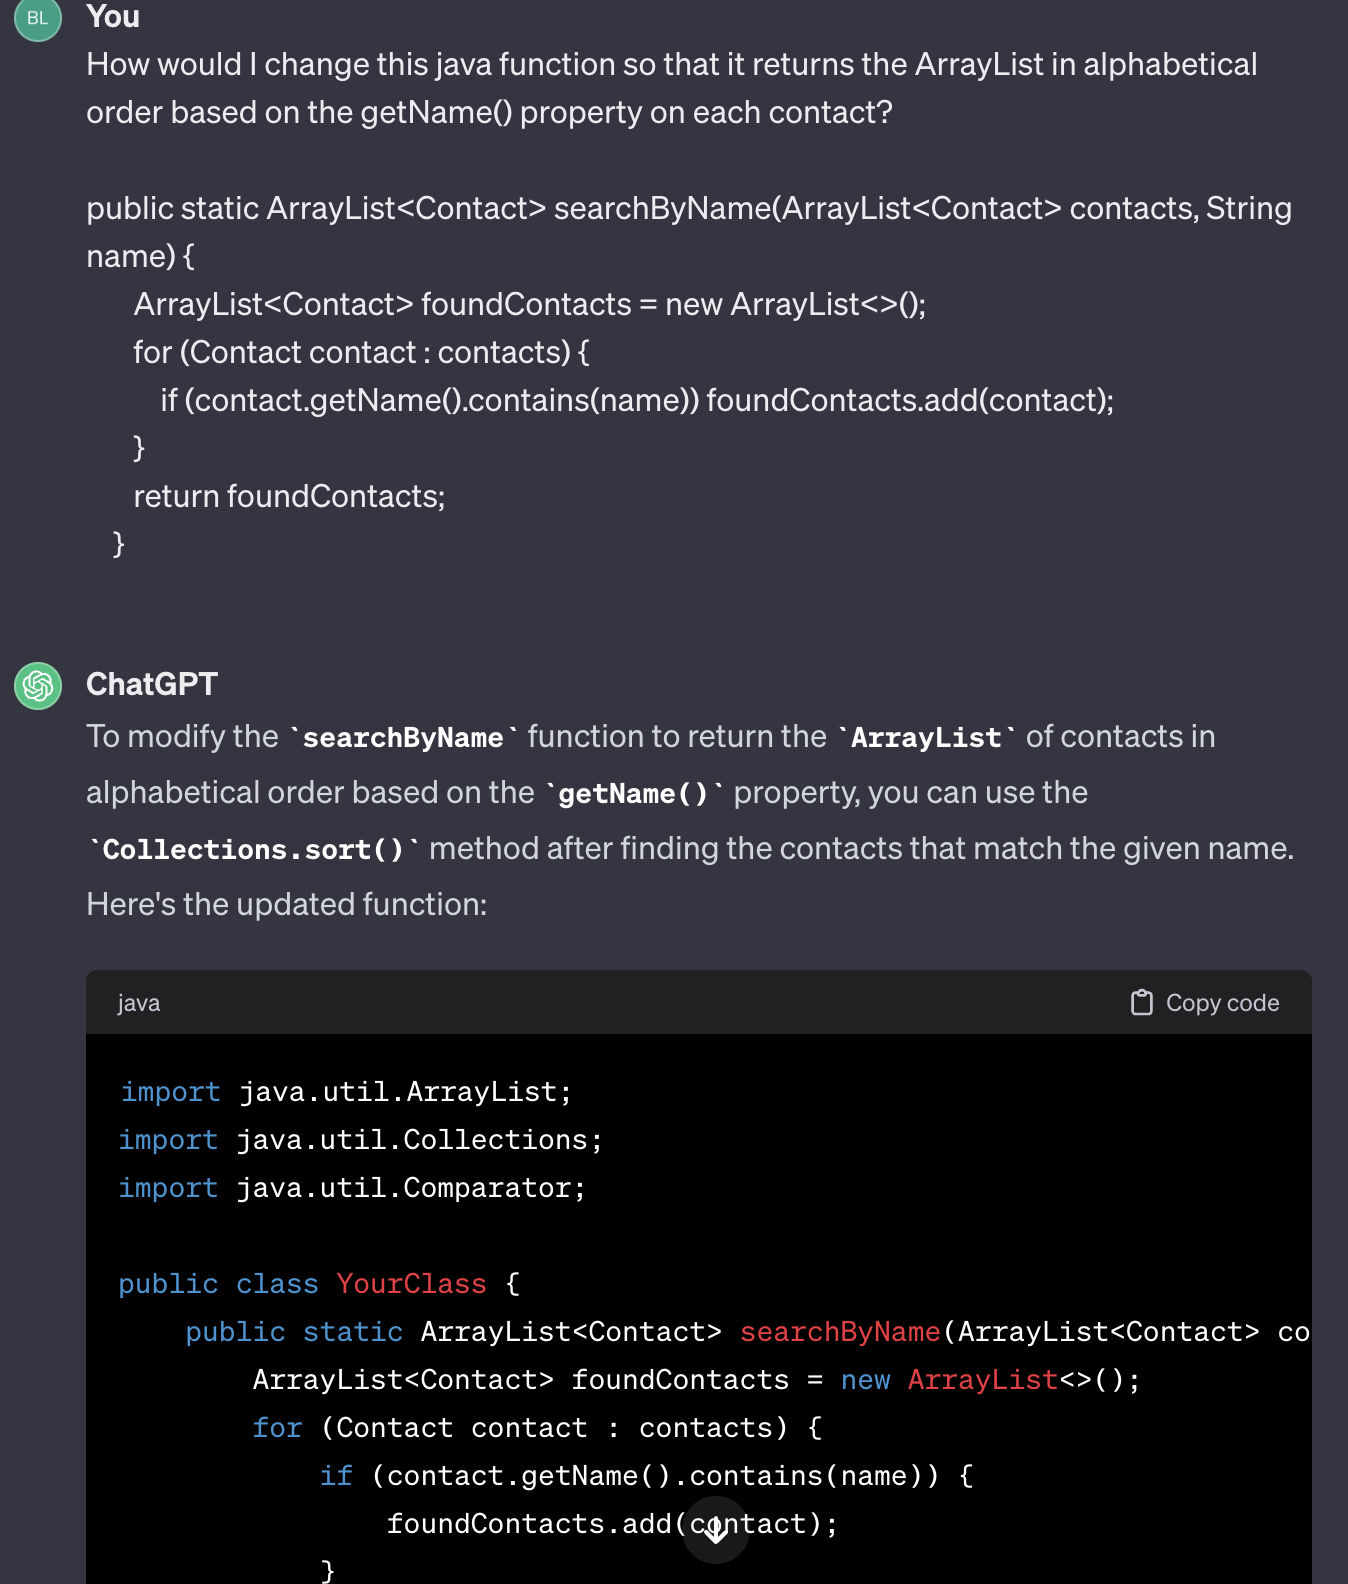 BL
You
How would I change this java function so that it returns the ArrayList in alphabetical
order based on the getName() property on each contact?
public static ArrayList<Contact> searchByName(ArrayList<Contact> contacts, String
name) {
ArrayList<Contact> foundContacts = new ArrayList<>();
for (Contact contact : contacts) {
if (contact.getName().contains(name)) foundContacts.add(contact);
}
return foundContacts;
}
ChatGPT
To modify the `searchByName` function to return the `ArrayList` of contacts in
alphabetical order based on the `getName()` property, you can use the
`Collections.sort()` method after finding the contacts that match the given name.
Here's the updated function:
java
Copy code
import java.util.ArrayList;
import java.util.Collections;
import java.util.Comparator;
public class YourClass {
public static ArrayList<Contact> searchByName(ArrayList<Contact> co
ArrayList<Contact> foundContacts = new ArrayList<>();
for (Contact contact : contacts) {
if (contact.getName().contains(name)) {
foundContacts.add(contact);
}